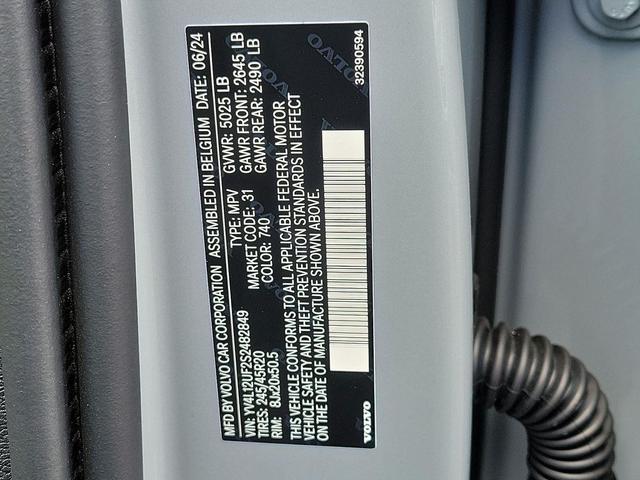 MFD BY VOLVO CAR CORPORATION ASSEMBLED IN BELGIUM DATE: 06/24
VIN: YV4L12UF2S2482849 TYPE: MPV GVWR: 5025 LB
TIRES: 245/45R20 MARKET CODE: 31 GAWR FRONT: 2645 LB
RIM: 8Jx20x50.5 COLOR: 740 GAWR REAR: 2490 LB
THIS VEHICLE CONFORMS TO ALL APPLICABLE FEDERAL MOTOR
VEHICLE SAFETY AND THEFT PREVENTION STANDARDS IN EFFECT
ON THE DATE OF MANUFACTURE SHOWN ABOVE.
VOLVO
32390594